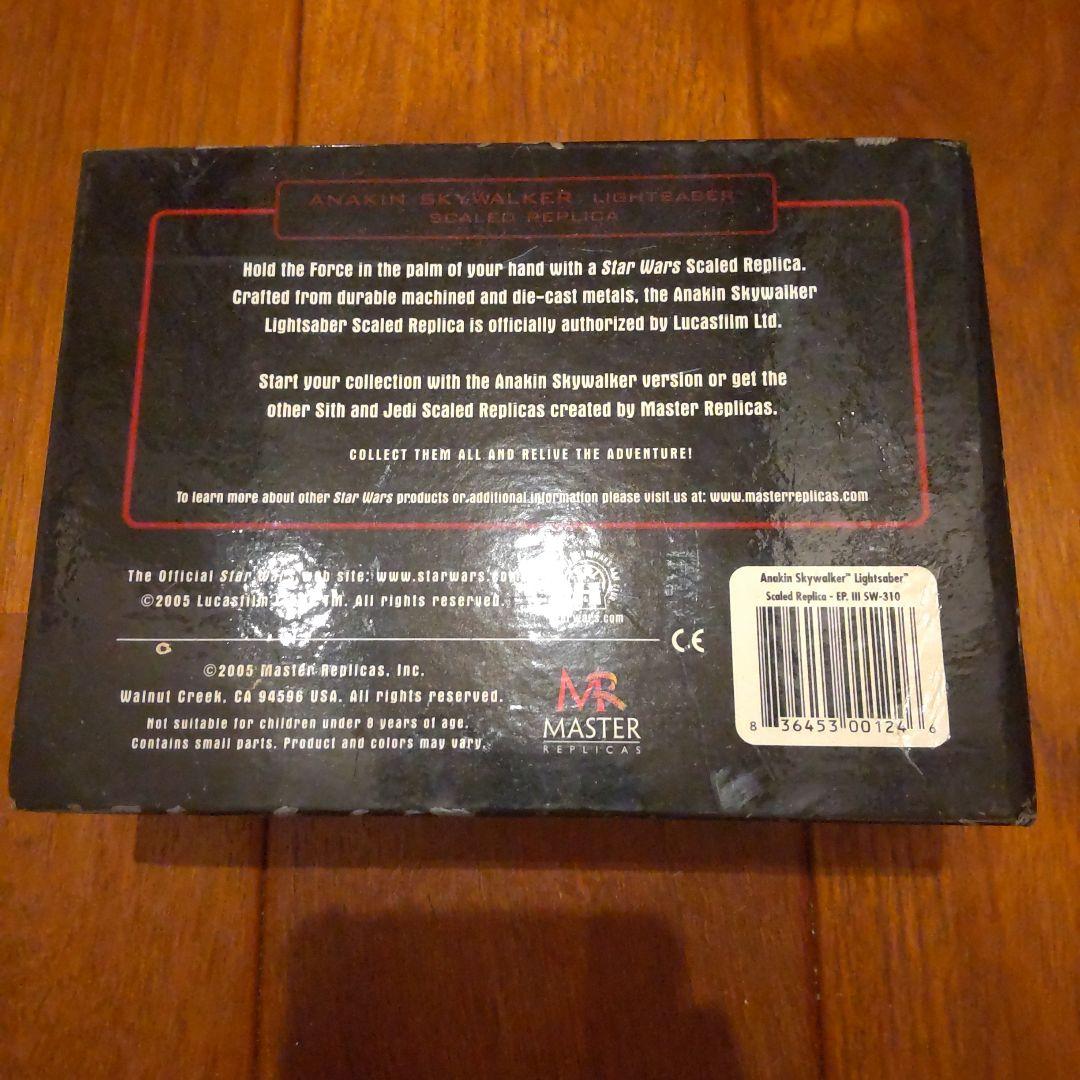 ANAKIN SKYWALKER LIGHTSABER™
SCALED REPLICA
Hold the Force in the palm of your hand with a Star Wars Scaled Replica.
Crafted from durable machined and die-cast metals, the Anakin Skywalker
Lightsaber Scaled Replica is officially authorized by Lucasfilm Ltd.
Start your collection with the Anakin Skywalker version or get the
other Sith and Jedi Scaled Replicas created by Master Replicas.
COLLECT THEM ALL AND RELIVE THE ADVENTURE!
To learn more about other Star Wars products or additional information please visit us at: www.masterreplicas.com
The Official Star Wars web site: www.starwars.com
©2005 Lucasfilm TM. All rights reserved.
CE
©2005 Master Replicas, Inc.
Walnut Creek, CA 94596 USA. All rights reserved.
Not suitable for children under 8 years of age.
Contains small parts. Product and colors may vary.
MR
MASTER
REPLICAS
Anakin Skywalker™ Lightsaber™
Scaled Replica - EP. III SW-310
8 36453 00124 6